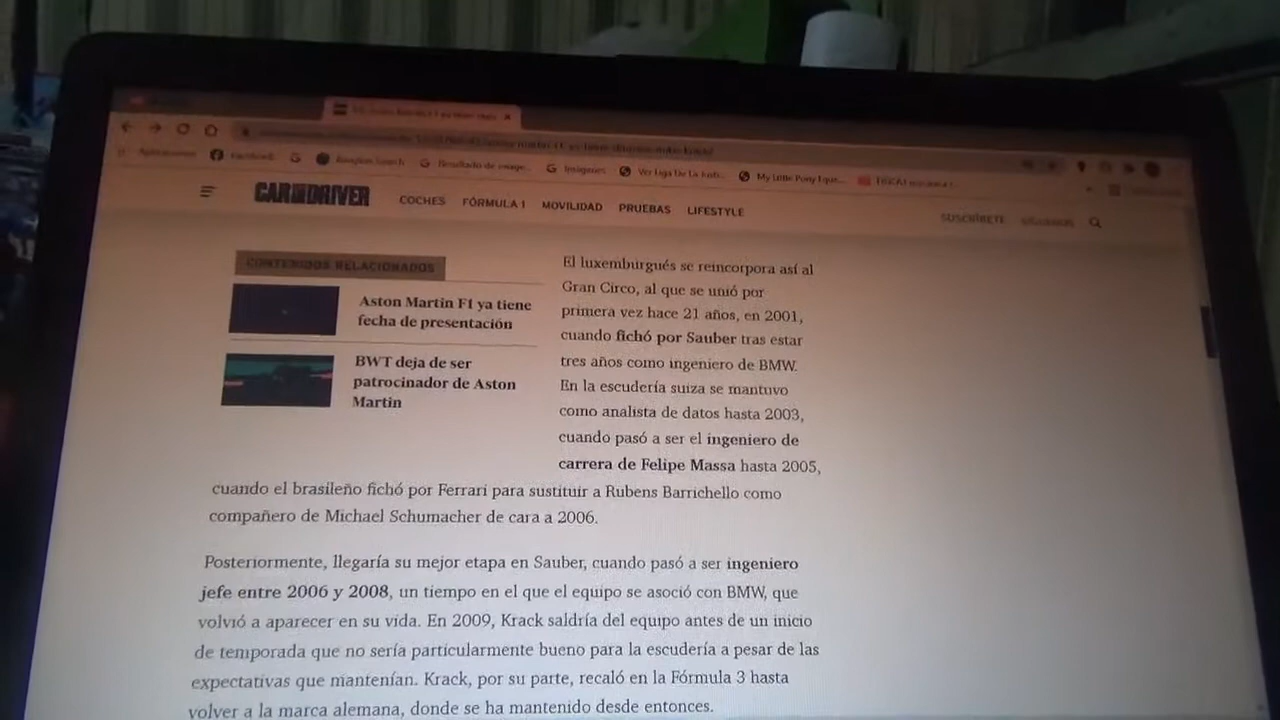 Facebook
Imágenes
My Little Pony Eque...
CAR AND DRIVER
COCHES FÓRMULA 1 MOVILIDAD PRUEBAS LIFESTYLE
SUSCRÍBETE SÍGUENOS
CONTENIDOS RELACIONADOS
Aston Martin F1 ya tiene
fecha de presentación
BWT deja de ser
patrocinador de Aston
Martin
El luxemburgués se reincorpora así al
Gran Circo, al que se unió por
primera vez hace 21 años, en 2001,
cuando fichó por Sauber tras estar
tres años como ingeniero de BMW.
En la escudería suiza se mantuvo
como analista de datos hasta 2003,
cuando pasó a ser el ingeniero de
carrera de Felipe Massa hasta 2005,
cuando el brasileño fichó por Ferrari para sustituir a Rubens Barrichello como
compañero de Michael Schumacher de cara a 2006.
Posteriormente, llegaría su mejor etapa en Sauber, cuando pasó a ser ingeniero
jefe entre 2006 y 2008, un tiempo en el que el equipo se asoció con BMW, que
volvió a aparecer en su vida. En 2009, Krack saldría del equipo antes de un inicio
de temporada que no sería particularmente bueno para la escudería a pesar de las
expectativas que mantenían. Krack, por su parte, recaló en la Fórmula 3 hasta
volver a la marca alemana, donde se ha mantenido desde entonces.